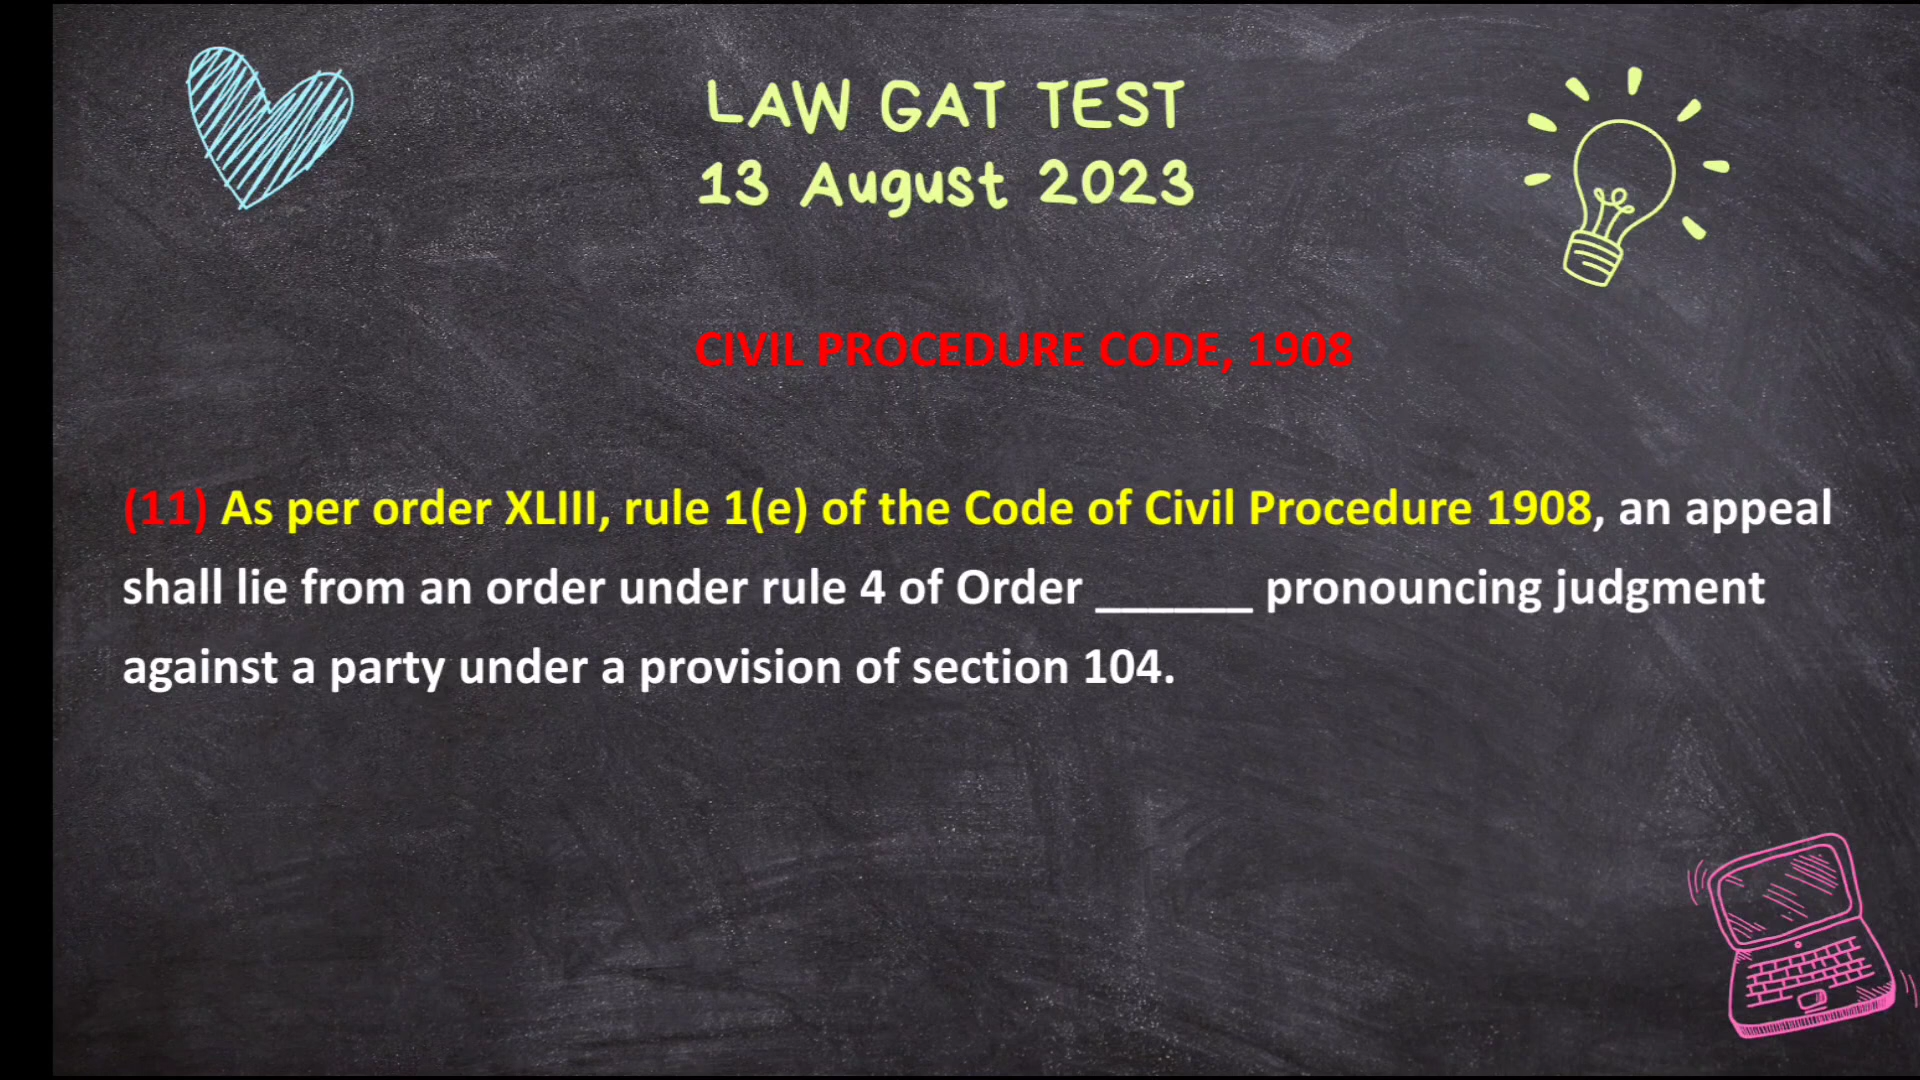 LAW GAT TEST
13 August 2023
CIVIL PROCEDURE CODE, 1908
(11) As per order XLIII, rule 1(e) of the Code of Civil Procedure 1908, an appeal
shall lie from an order under rule 4 of Order ______ pronouncing judgment
against a party under a provision of section 104.